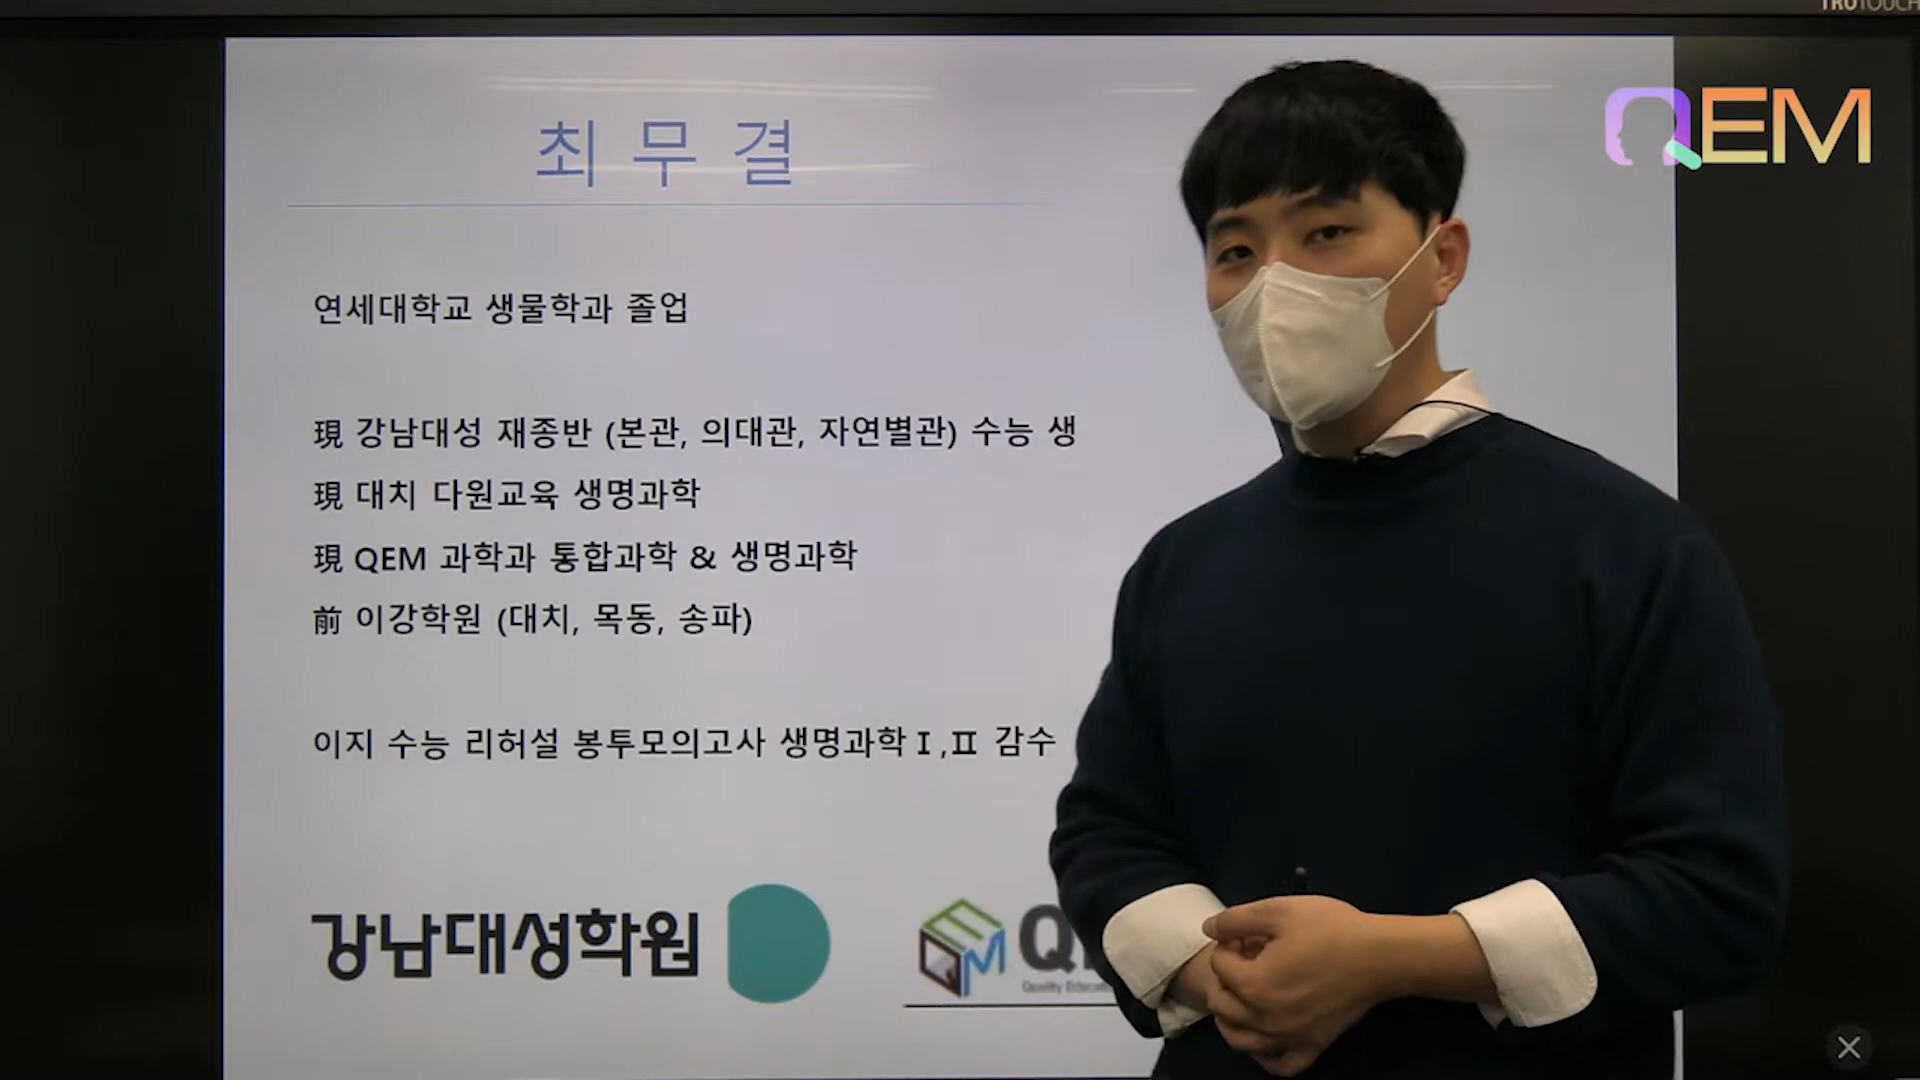 TRUTOUCH
QEM
최무결
연세대학교 생물학과 졸업
現 강남대성 재종반 (본관, 의대관, 자연별관) 수능 생
現 대치 다원교육 생명과학
現 QEM 과학과 통합과학 & 생명과학
前 이강학원 (대치, 목동, 송파)
이지 수능 리허설 봉투모의고사 생명과학Ⅰ,Ⅱ 감수
강남대성학원
QEM
Quality